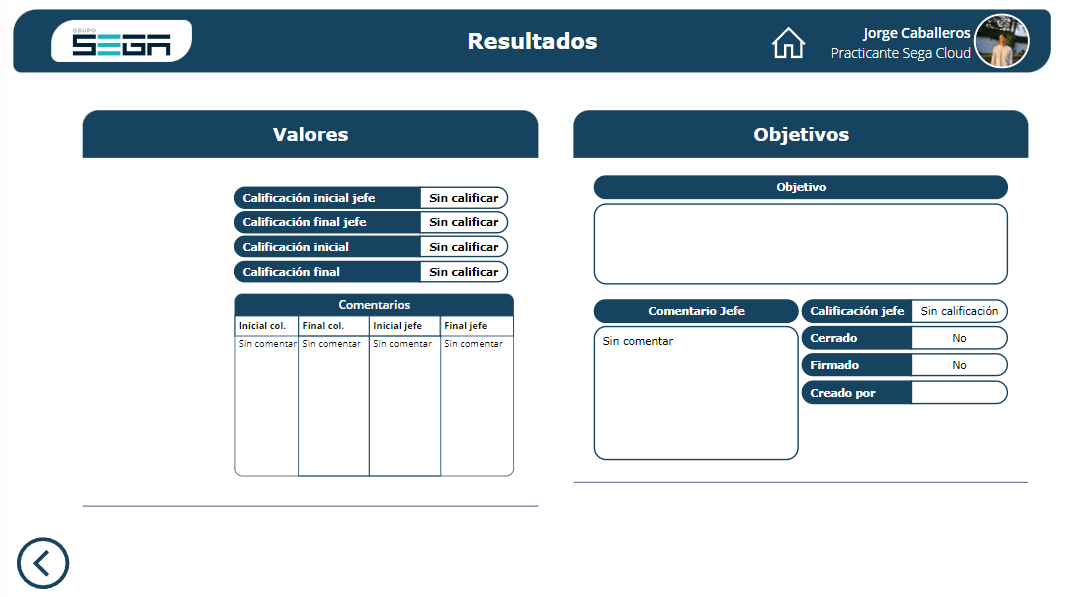 GRUPO
SEGA
Resultados
Jorge Caballeros
Practicante Sega Cloud
Valores
Calificación inicial jefe Sin calificar
Calificación final jefe Sin calificar
Calificación inicial Sin calificar
Calificación final Sin calificar
Comentarios
Inicial col. Final col. Inicial jefe Final jefe
Sin comentar Sin comentar Sin comentar Sin comentar
Objetivos
Objetivo
Comentario Jefe
Sin comentar
Calificación jefe Sin calificación
Cerrado No
Firmado No
Creado por